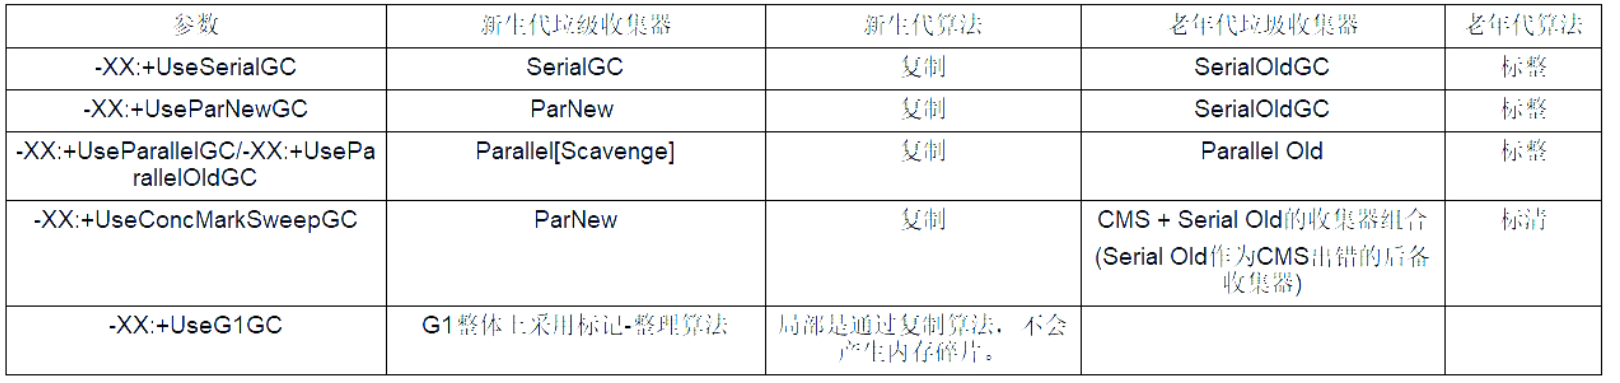 参数 新生代垃级收集器 新生代算法 老年代垃圾收集器 老年代算法
-XX:+UseSerialGC SerialGC 复制 SerialOldGC 标整
-XX:+UseParNewGC ParNew 复制 SerialOldGC 标整
-XX:+UseParallelGC/-XX:+UsePa Parallel[Scavenge] 复制 Parallel Old 标整
rallelOldGC
-XX:+UseConcMarkSweepGC ParNew 复制 CMS + Serial Old的收集器组合 标清
(Serial Old作为CMS出错的后备
收集器)
-XX:+UseG1GC G1整体上采用标记-整理算法 局部是通过复制算法，不会
产生内存碎片。